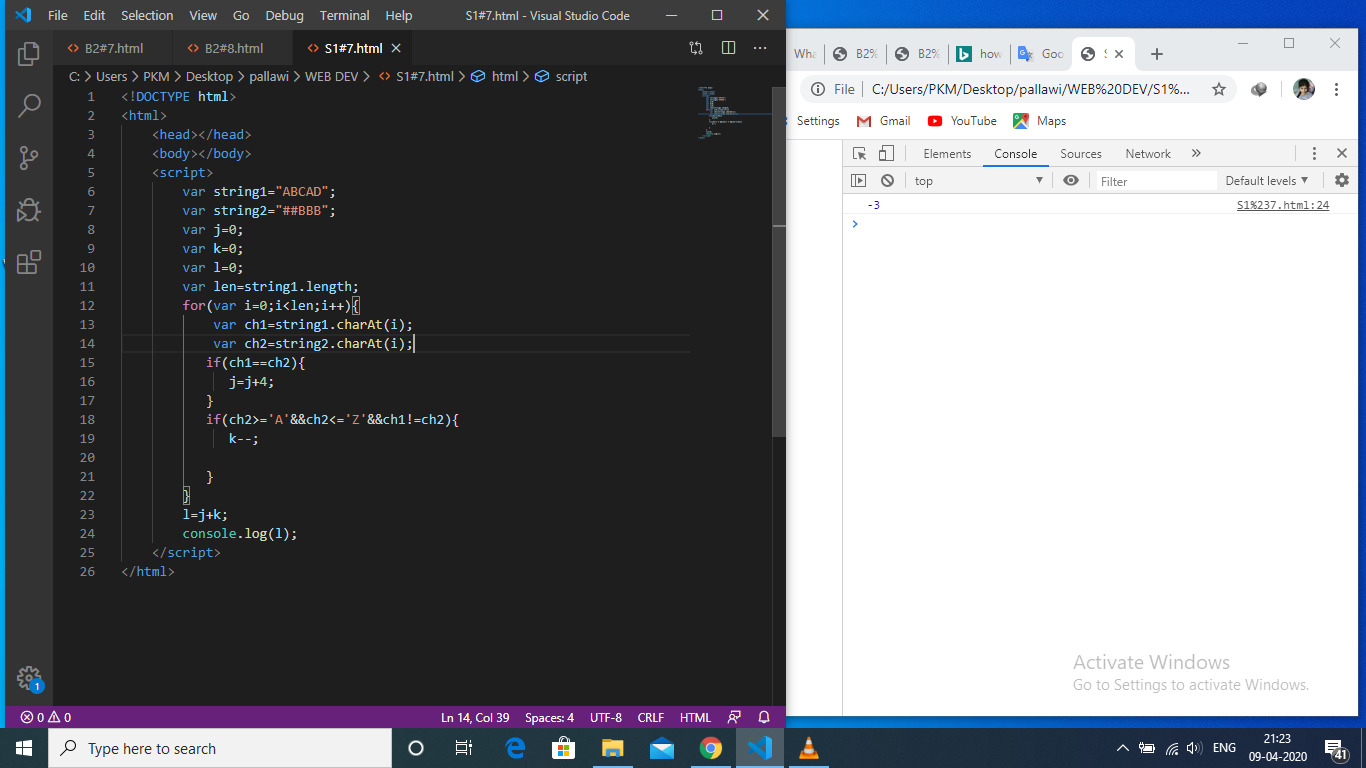 File Edit Selection View Go Debug Terminal Help S1#7.html - Visual Studio Code
B2#7.html B2#8.html S1#7.html
C: > Users > PKM > Desktop > pallawi > WEB DEV > S1#7.html > html > script
1 <!DOCTYPE html>
2 <html>
3 <head></head>
4 <body></body>
5 <script>
6 var string1="ABCAD";
7 var string2="##BBB";
8 var j=0;
9 var k=0;
10 var l=0;
11 var len=string1.length;
12 for(var i=0;i<len;i++){
13 var ch1=string1.charAt(i);
14 var ch2=string2.charAt(i);
15 if(ch1==ch2){
16 j=j+4;
17 }
18 if(ch2>='A'&&ch2<='Z'&&ch1!=ch2){
19 k--;
20
21 }
22 }
23 l=j+k;
24 console.log(l);
25 </script>
26 </html>
1
0 0 Ln 14, Col 39 Spaces: 4 UTF-8 CRLF HTML
Wha B2% B2% how Goo S
File C:/Users/PKM/Desktop/pallawi/WEB%20DEV/S1%...
Settings Gmail YouTube Maps
Elements Console Sources Network
top Filter Default levels
-3 S1%237.html:24
Activate Windows
Go to Settings to activate Windows.
Type here to search
ENG
21:23
09-04-2020
41